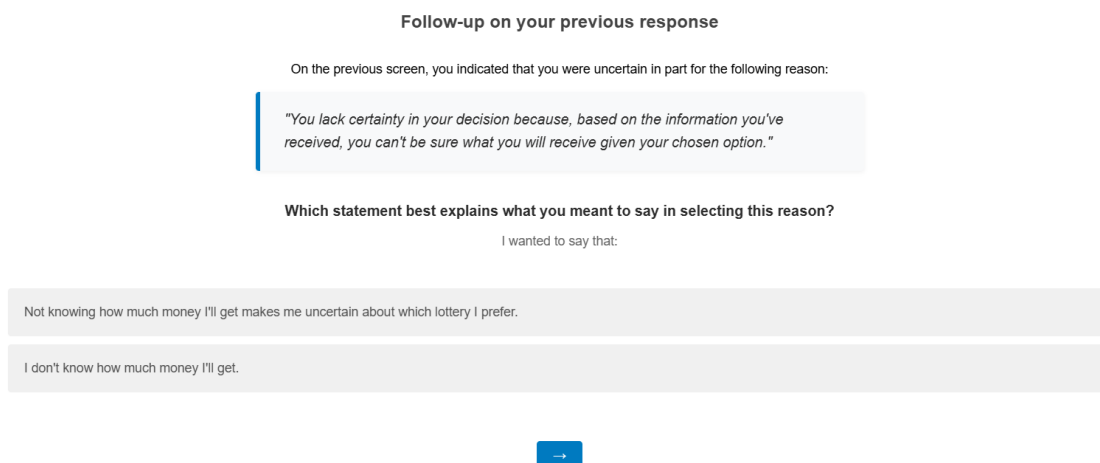 Follow-up on your previous response
On the previous screen, you indicated that you were uncertain in part for the following reason:
"You lack certainty in your decision because, based on the information you've
received, you can't be sure what you will receive given your chosen option."
Which statement best explains what you meant to say in selecting this reason?
I wanted to say that:
Not knowing how much money I'll get makes me uncertain about which lottery I prefer.
I don't know how much money I'll get.
→